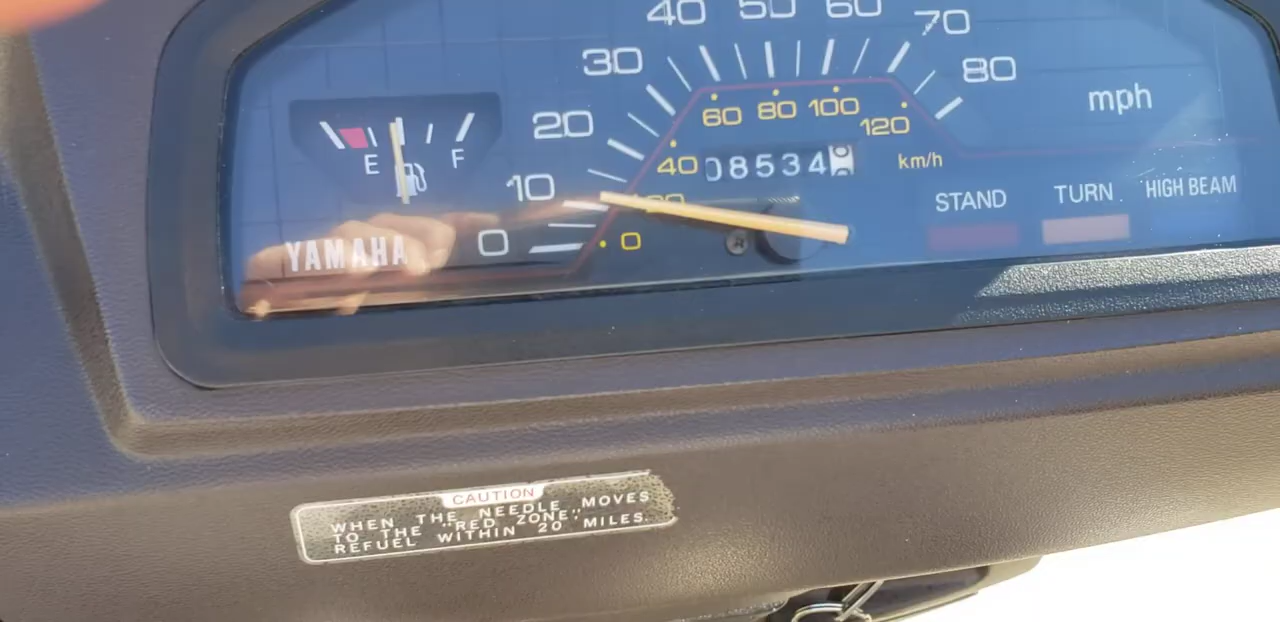 40 50 60 70
30 80
mph
20
60 80 100 120
E F
40 08534 km/h
10
STAND TURN HIGH BEAM
0 0
YAMAHA
CAUTION
WHEN THE NEEDLE MOVES
TO THE "RED ZONE",
REFUEL WITHIN 20 MILES.